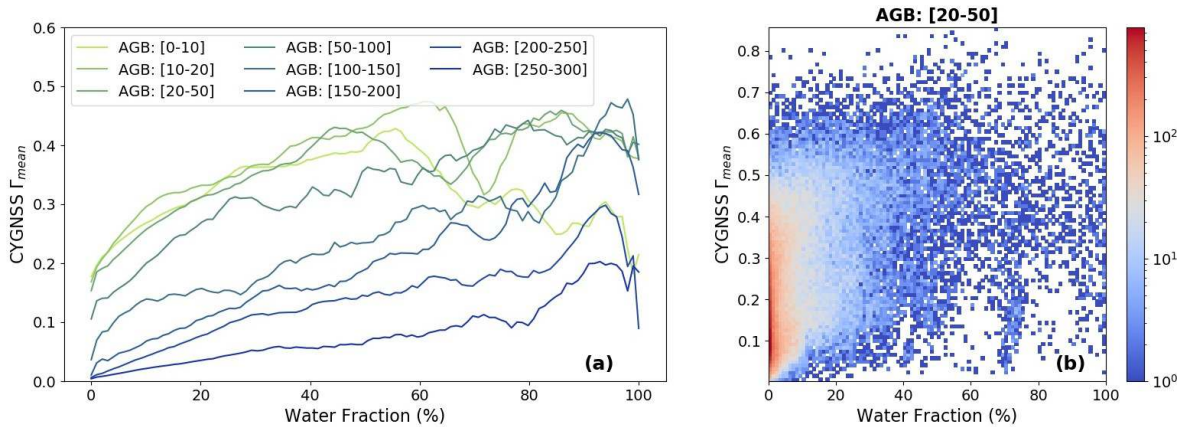 0.6
0.5
0.4
0.3
0.2
0.1
0.0
CYGNSS Γmean
AGB: [0-10]
AGB: [10-20]
AGB: [20-50]
AGB: [50-100]
AGB: [100-150]
AGB: [150-200]
AGB: [200-250]
AGB: [250-300]
(a)
0 20 40 60 80 100
Water Fraction (%)
AGB: [20-50]
0.8
0.7
0.6
0.5
0.4
0.3
0.2
0.1
CYGNSS Γmean
(b)
0 20 40 60 80 100
Water Fraction (%)
10²
10¹
10⁰